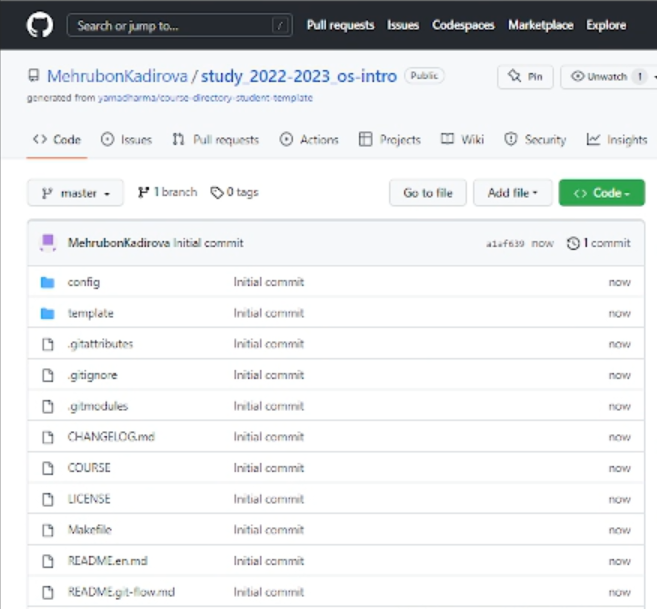 Search or jump to... /
Pull requests Issues Codespaces Marketplace Explore
MehrubonKadirova / study_2022-2023_os-intro Public
Pin Unwatch 1
generated from yamadharma/course-directory-student-template
Code Issues Pull requests Actions Projects Wiki Security Insights
master 1 branch 0 tags Go to file Add file Code
MehrubonKadirova Initial commit a1af639 now 1 commit
config Initial commit now
template Initial commit now
.gitattributes Initial commit now
.gitignore Initial commit now
.gitmodules Initial commit now
CHANGELOG.md Initial commit now
COURSE Initial commit now
LICENSE Initial commit now
Makefile Initial commit now
README.en.md Initial commit now
README.git-flow.md Initial commit now